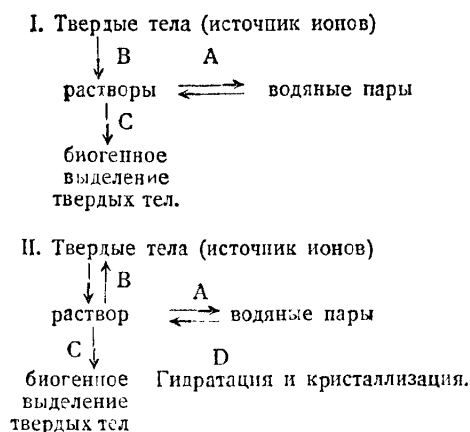 I. Твердые тела (источник ионов)
B A
растворы водяные пары
C
биогенное
выделение
твердых тел.
II. Твердые тела (источник ионов)
B
A
раствор водяные пары
C D
биогенное Гидратация и кристаллизация.
выделение
твердых тел